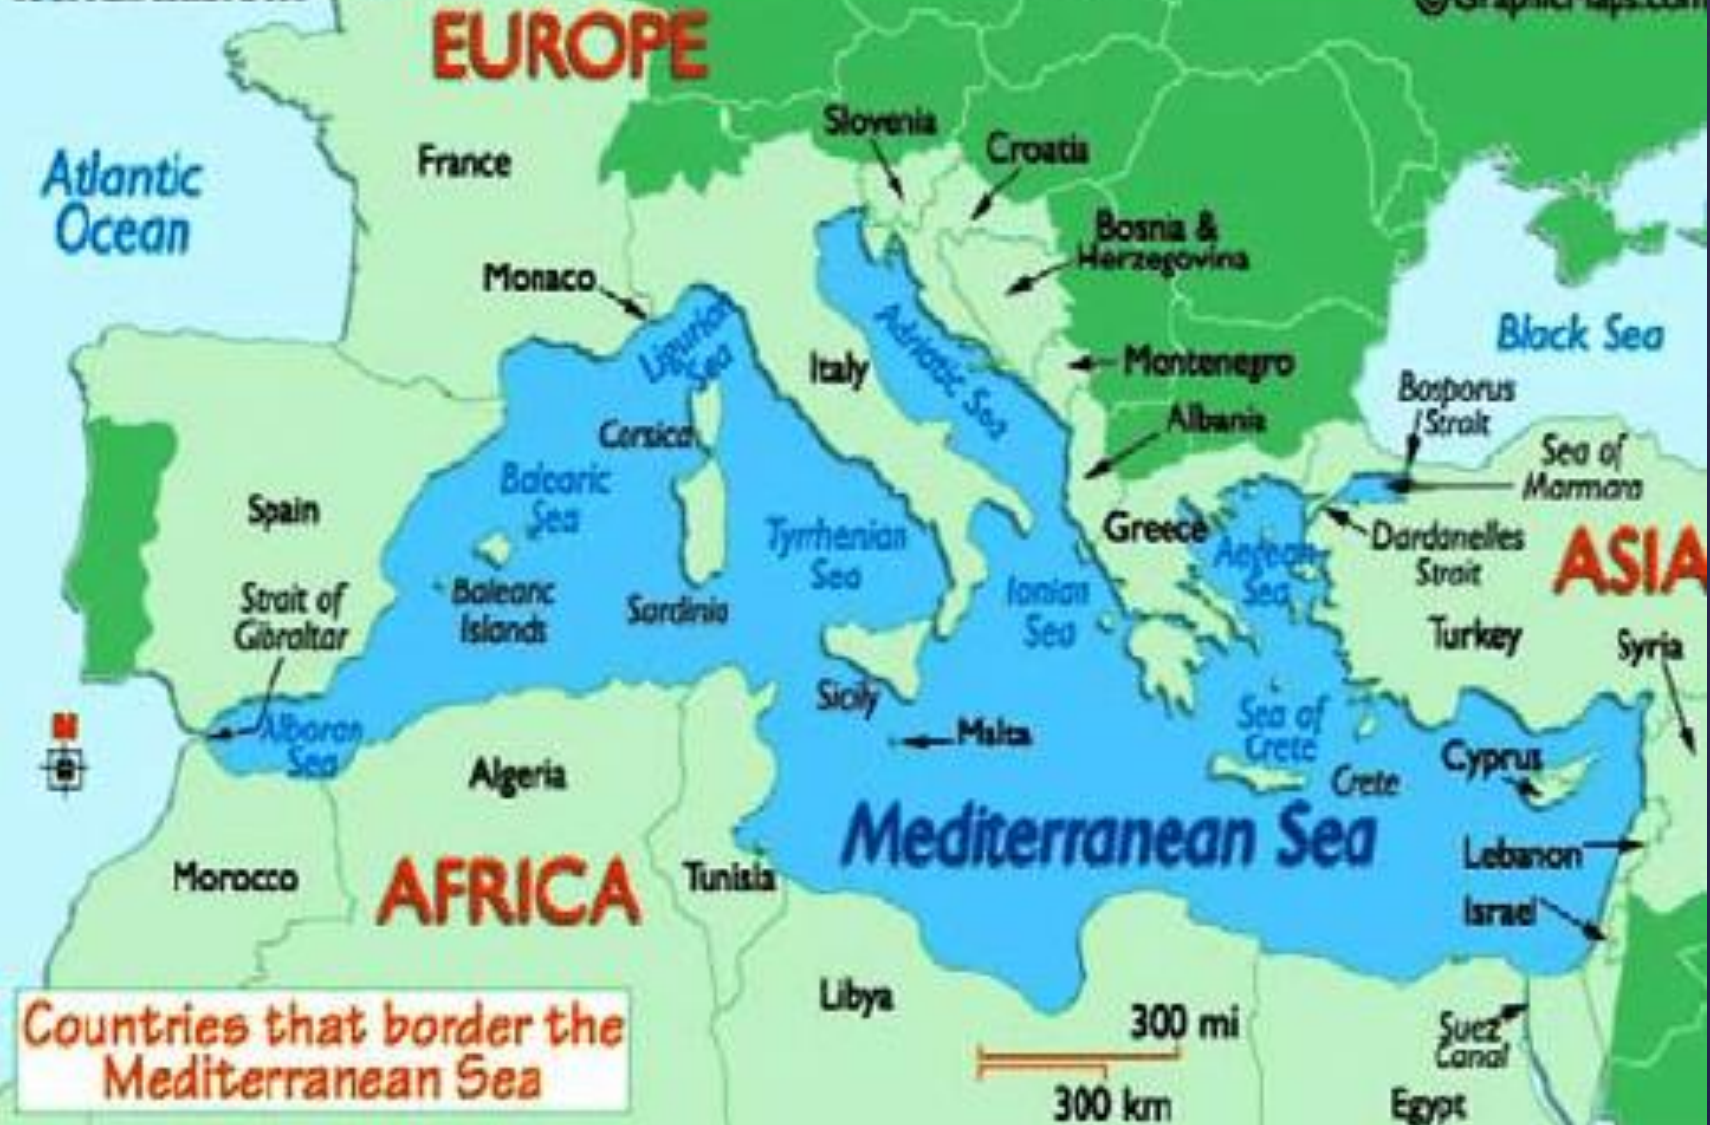 ©GraphicMaps.com
EUROPE
Slovenia
Croatia
France
Atlantic
Ocean
Bosnia &
Herzegovina
Monaco
Ligurian
Sea
Adriatic Sea
Black Sea
Italy
Montenegro
Bosporus
Strait
Albania
Corsica
Sea of
Marmara
Balearic
Sea
Spain
Greece
Tyrrhenian
Sea
Dardanelles
Strait
ASIA
Aegean
Sea
Ionian
Sea
Balearic
Islands
Sardinia
Strait of
Gibraltar
Turkey
Syria
Sicily
Malta
Sea of
Crete
Alboran
Sea
N
Algeria
Cyprus
Crete
Mediterranean Sea
Lebanon
Morocco
AFRICA
Tunisia
Israel
Libya
300 mi
300 km
Suez
Canal
Egypt
Countries that border the
Mediterranean Sea